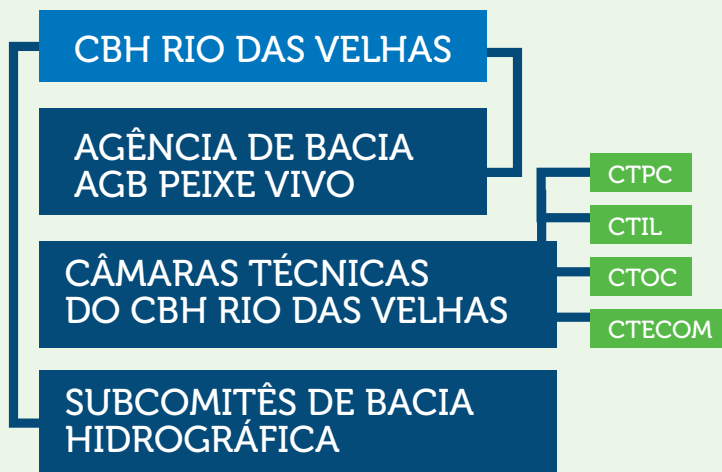 CBH RIO DAS VELHAS
AGÊNCIA DE BACIA
AGB PEIXE VIVO
CÂMARAS TÉCNICAS
DO CBH RIO DAS VELHAS
CTPC
CTIL
CTOC
CTECOM
SUBCOMITÊS DE BACIA
HIDROGRÁFICA